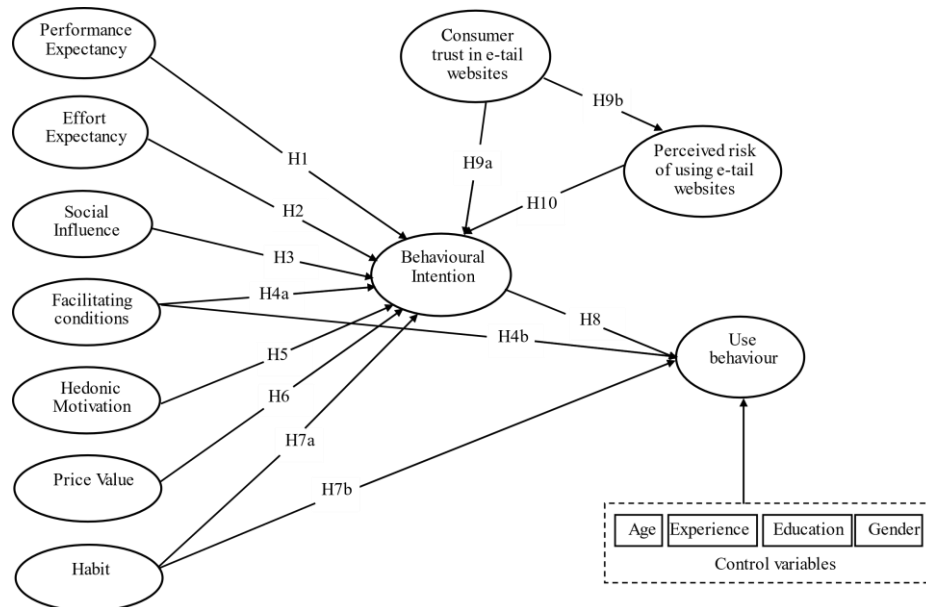 Performance
Expectancy
Consumer
trust in e-tail
websites
H9b
Effort
Expectancy
H1
H9a
Perceived risk
of using e-tail
websites
H2
H10
Social
Influence
H3
Behavioural
Intention
Facilitating
conditions
H4a
H8
H4b
Use
behaviour
Hedonic
Motivation
H5
H6
H7a
Price Value
H7b
Age
Experience
Education
Gender
Control variables
Habit